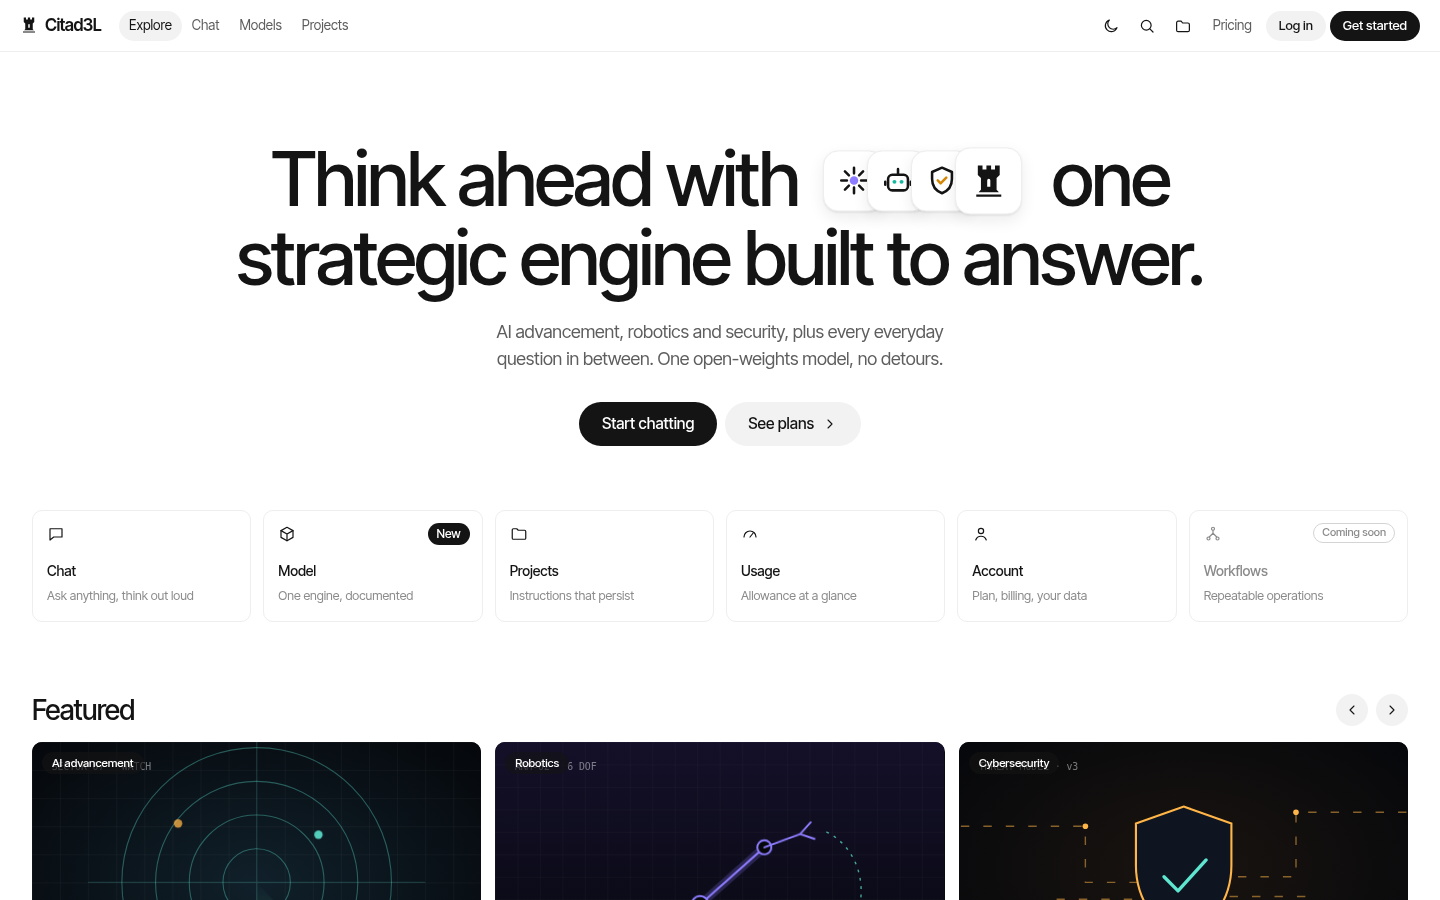 Citad3L
Explore
Chat
Models
Projects
Pricing
Log in
Get started
Think ahead with one
strategic engine built to answer.
AI advancement, robotics and security, plus every everyday
question in between. One open-weights model, no detours.
Start chatting
See plans
New
Coming soon
Chat
Model
Projects
Usage
Account
Workflows
Ask anything, think out loud
One engine, documented
Instructions that persist
Allowance at a glance
Plan, billing, your data
Repeatable operations
Featured
AI advancement
Robotics
6 DOF
Cybersecurity
v3